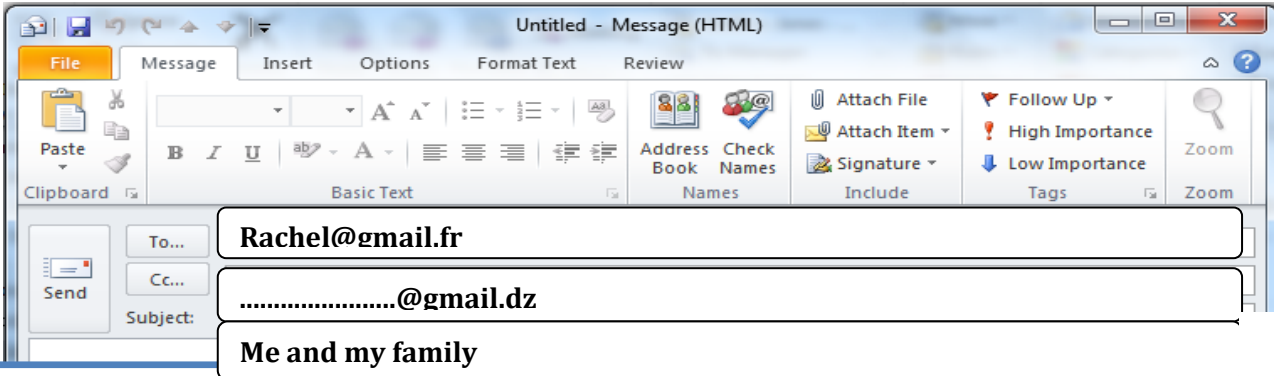 Untitled - Message (HTML)
File Message Insert Options Format Text Review
Paste
Clipboard
B I U A
Basic Text
Address Book
Check Names
Names
Attach File
Attach Item
Signature
Include
Follow Up
High Importance
Low Importance
Tags
Zoom
Zoom
To... Rachel@gmail.fr
Send
Cc... .......................@gmail.dz
Subject: Me and my family